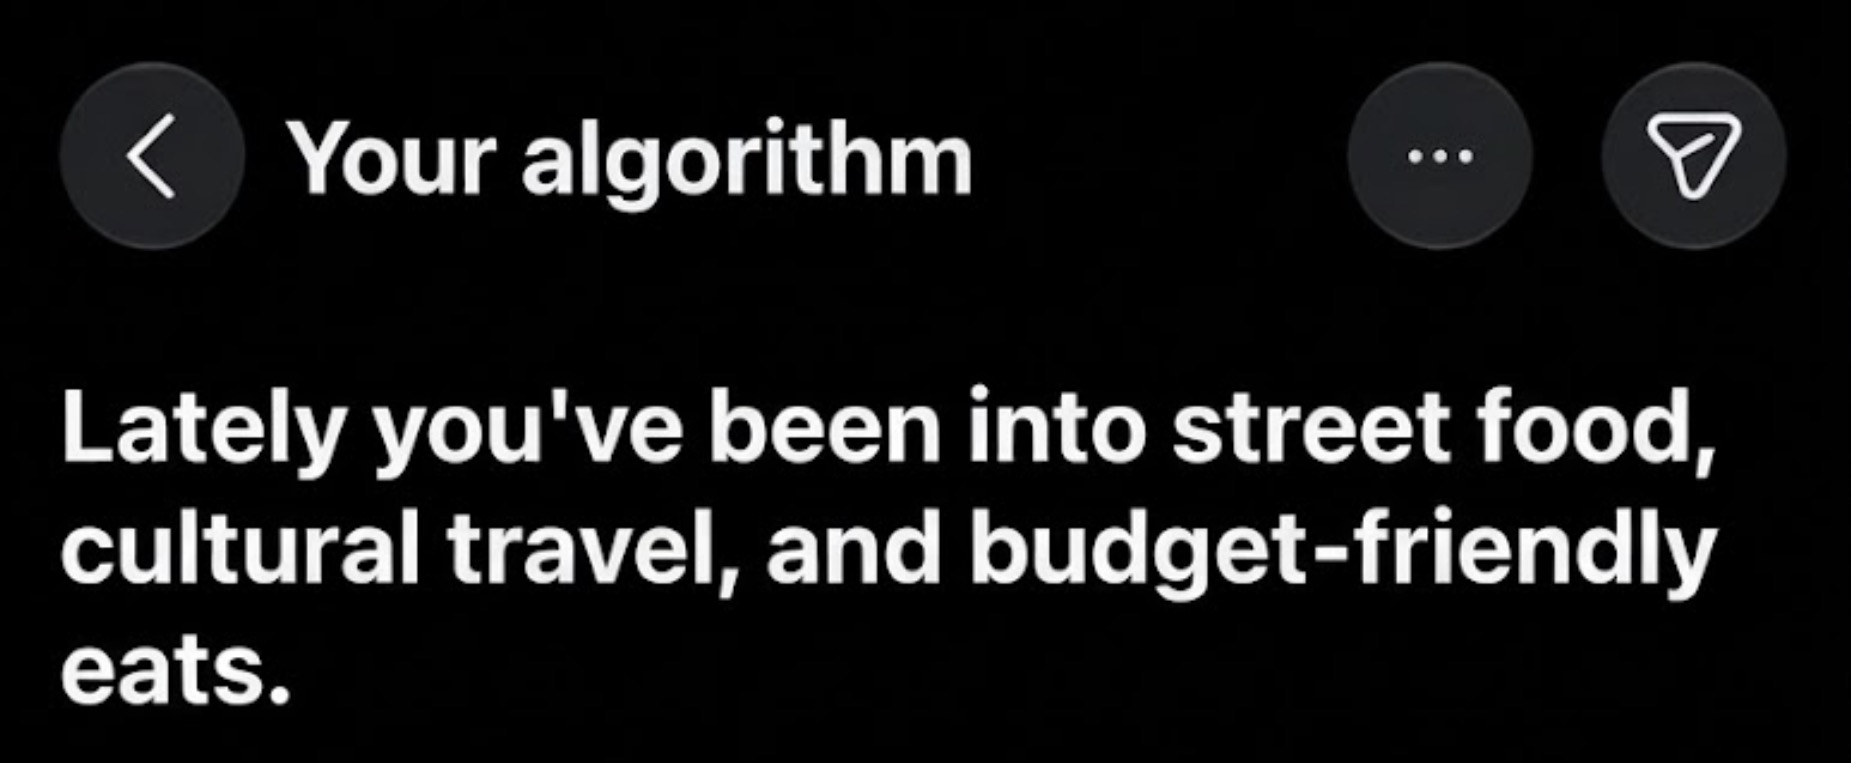 Your algorithm
Lately you've been into street food,
cultural travel, and budget-friendly
eats.